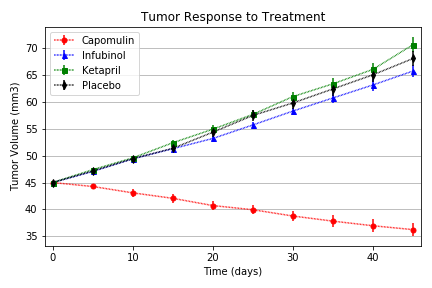 Tumor Response to Treatment
Capomulin
Infubinol
Ketapril
Placebo
Tumor Volume (mm3)
70
65
60
55
50
45
40
35
0 10 20 30 40
Time (days)